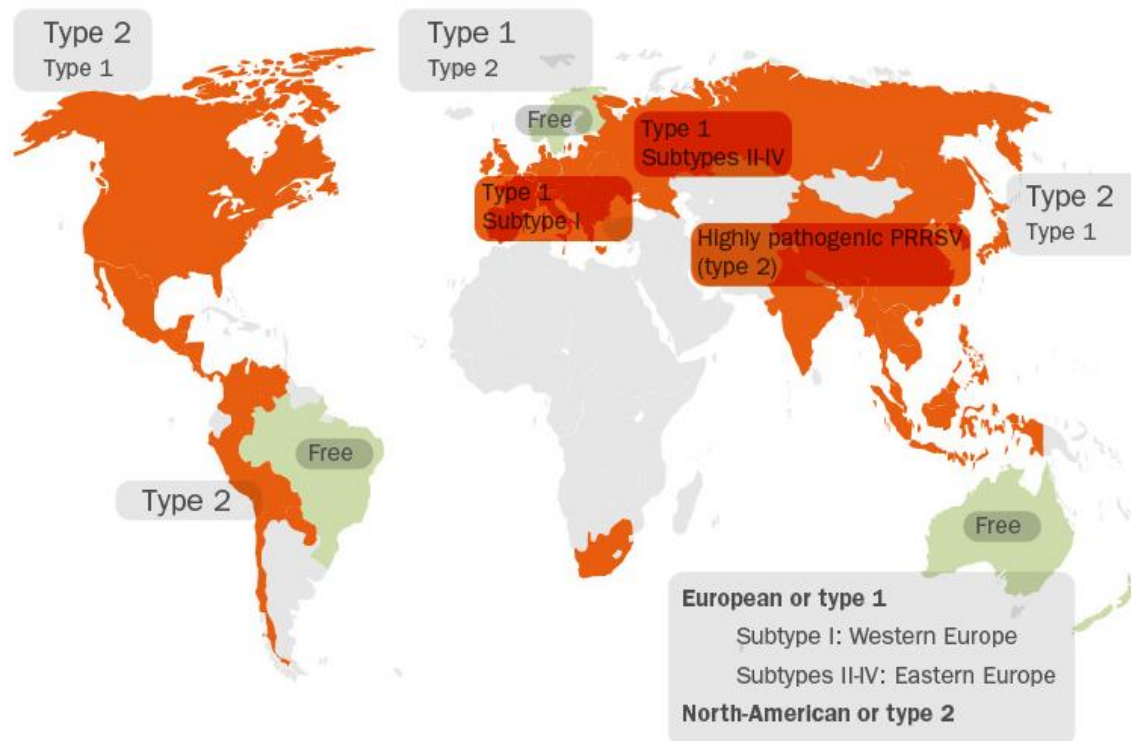 Type 2
Type 1
Type 1
Type 2
Free
Type 1
Subtypes II-IV
Type 1
Subtype I
Type 2
Type 1
Highly pathogenic PRRSV
(type 2)
Free
Type 2
Free
European or type 1
Subtype I: Western Europe
Subtypes II-IV: Eastern Europe
North-American or type 2